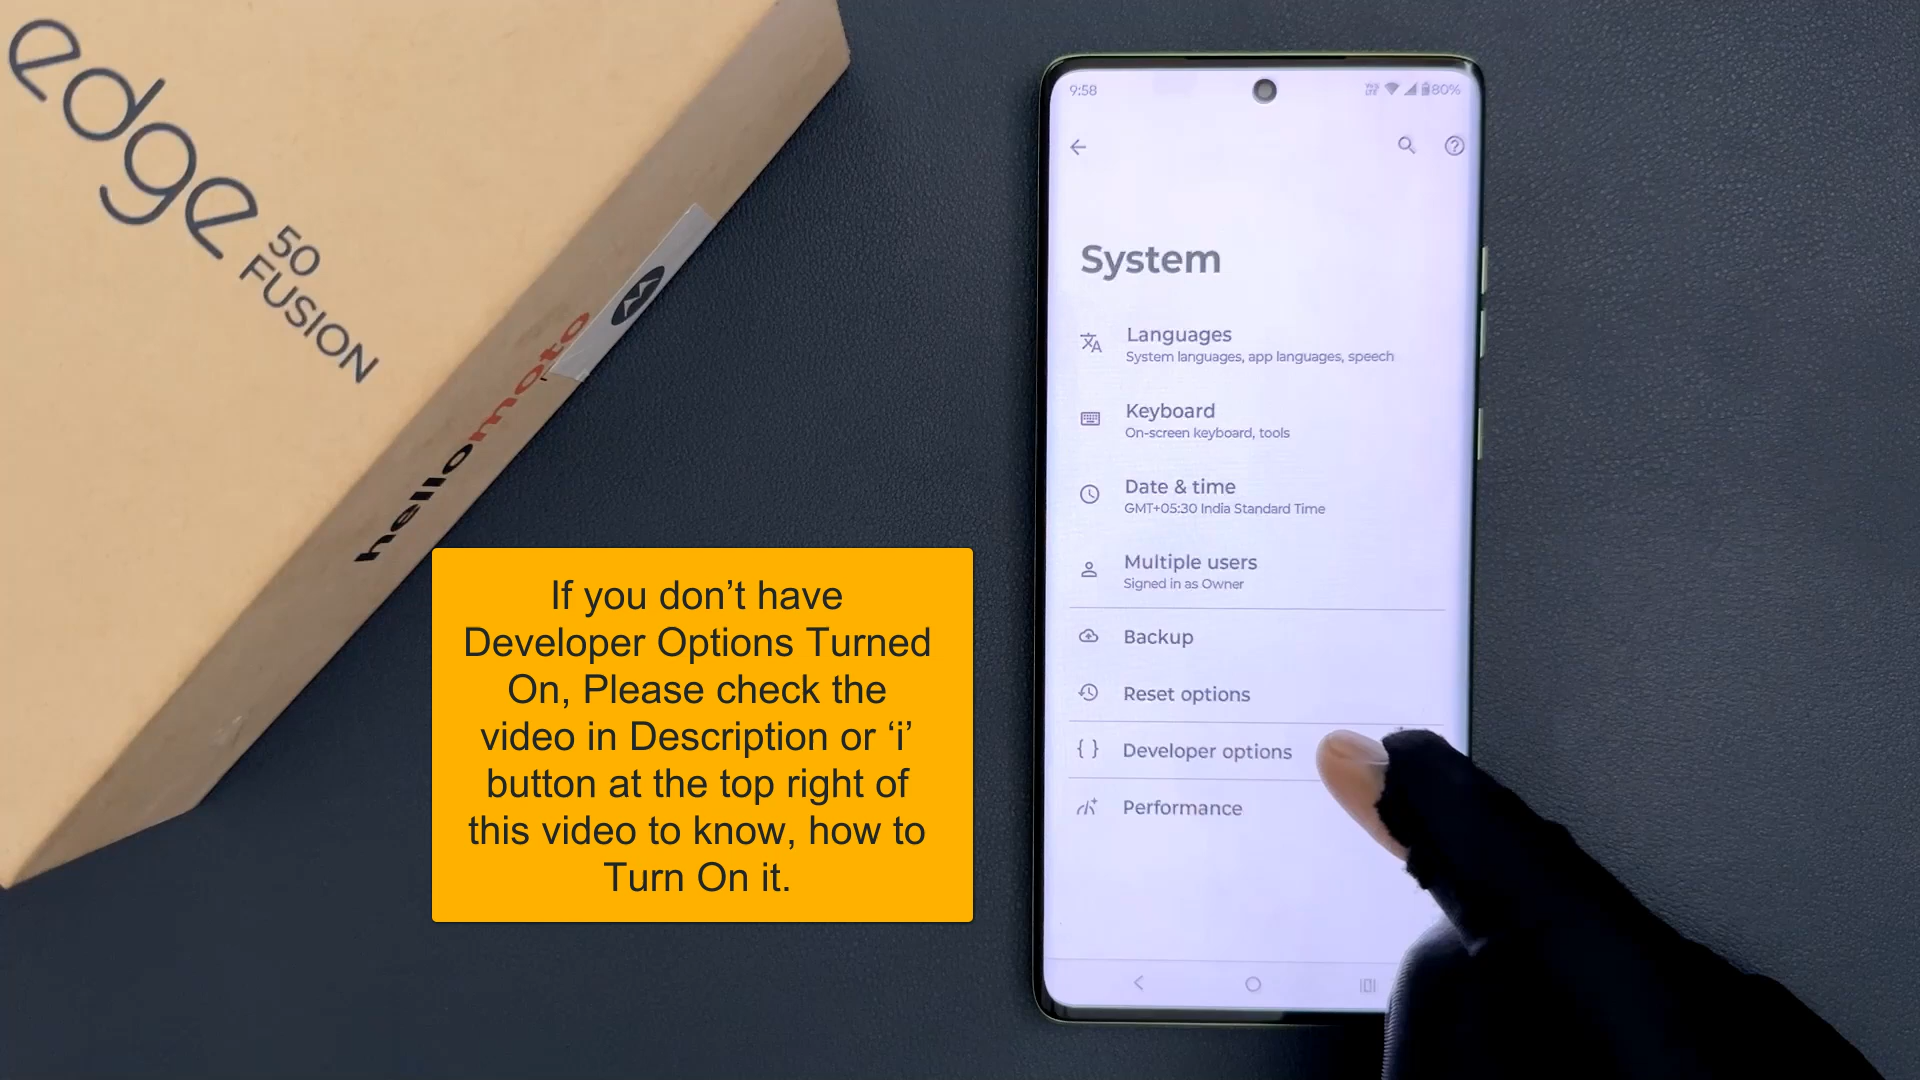 edge
50
FUSION
hellomoto
If you don’t have
Developer Options Turned
On, Please check the
video in Description or ‘i’
button at the top right of
this video to know, how to
Turn On it.
9:58
80%
System
Languages
System languages, app languages, speech
Keyboard
On-screen keyboard, tools
Date & time
GMT+05:30 India Standard Time
Multiple users
Signed in as Owner
Backup
Reset options
Developer options
Performance